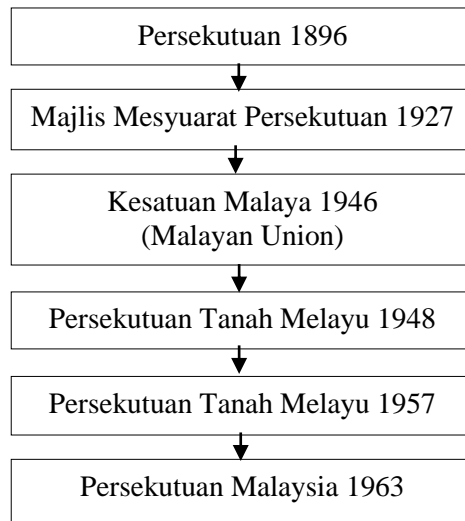 Persekutuan 1896
Majlis Mesyuarat Persekutuan 1927
Kesatuan Malaya 1946
(Malayan Union)
Persekutuan Tanah Melayu 1948
Persekutuan Tanah Melayu 1957
Persekutuan Malaysia 1963